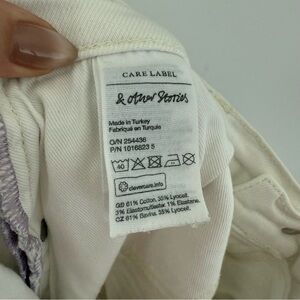 CARE LABEL
& other Stories
Made in Turkey
Fabriqué en Turquie
O/N 254436
P/N 1016823 5
40
clevercare.info
GD 61% Cotton, 35% Lyocell,
3% Elastomultiester, 1% Elastane.
CZ 61% Bavlna, 35% Lyocell,